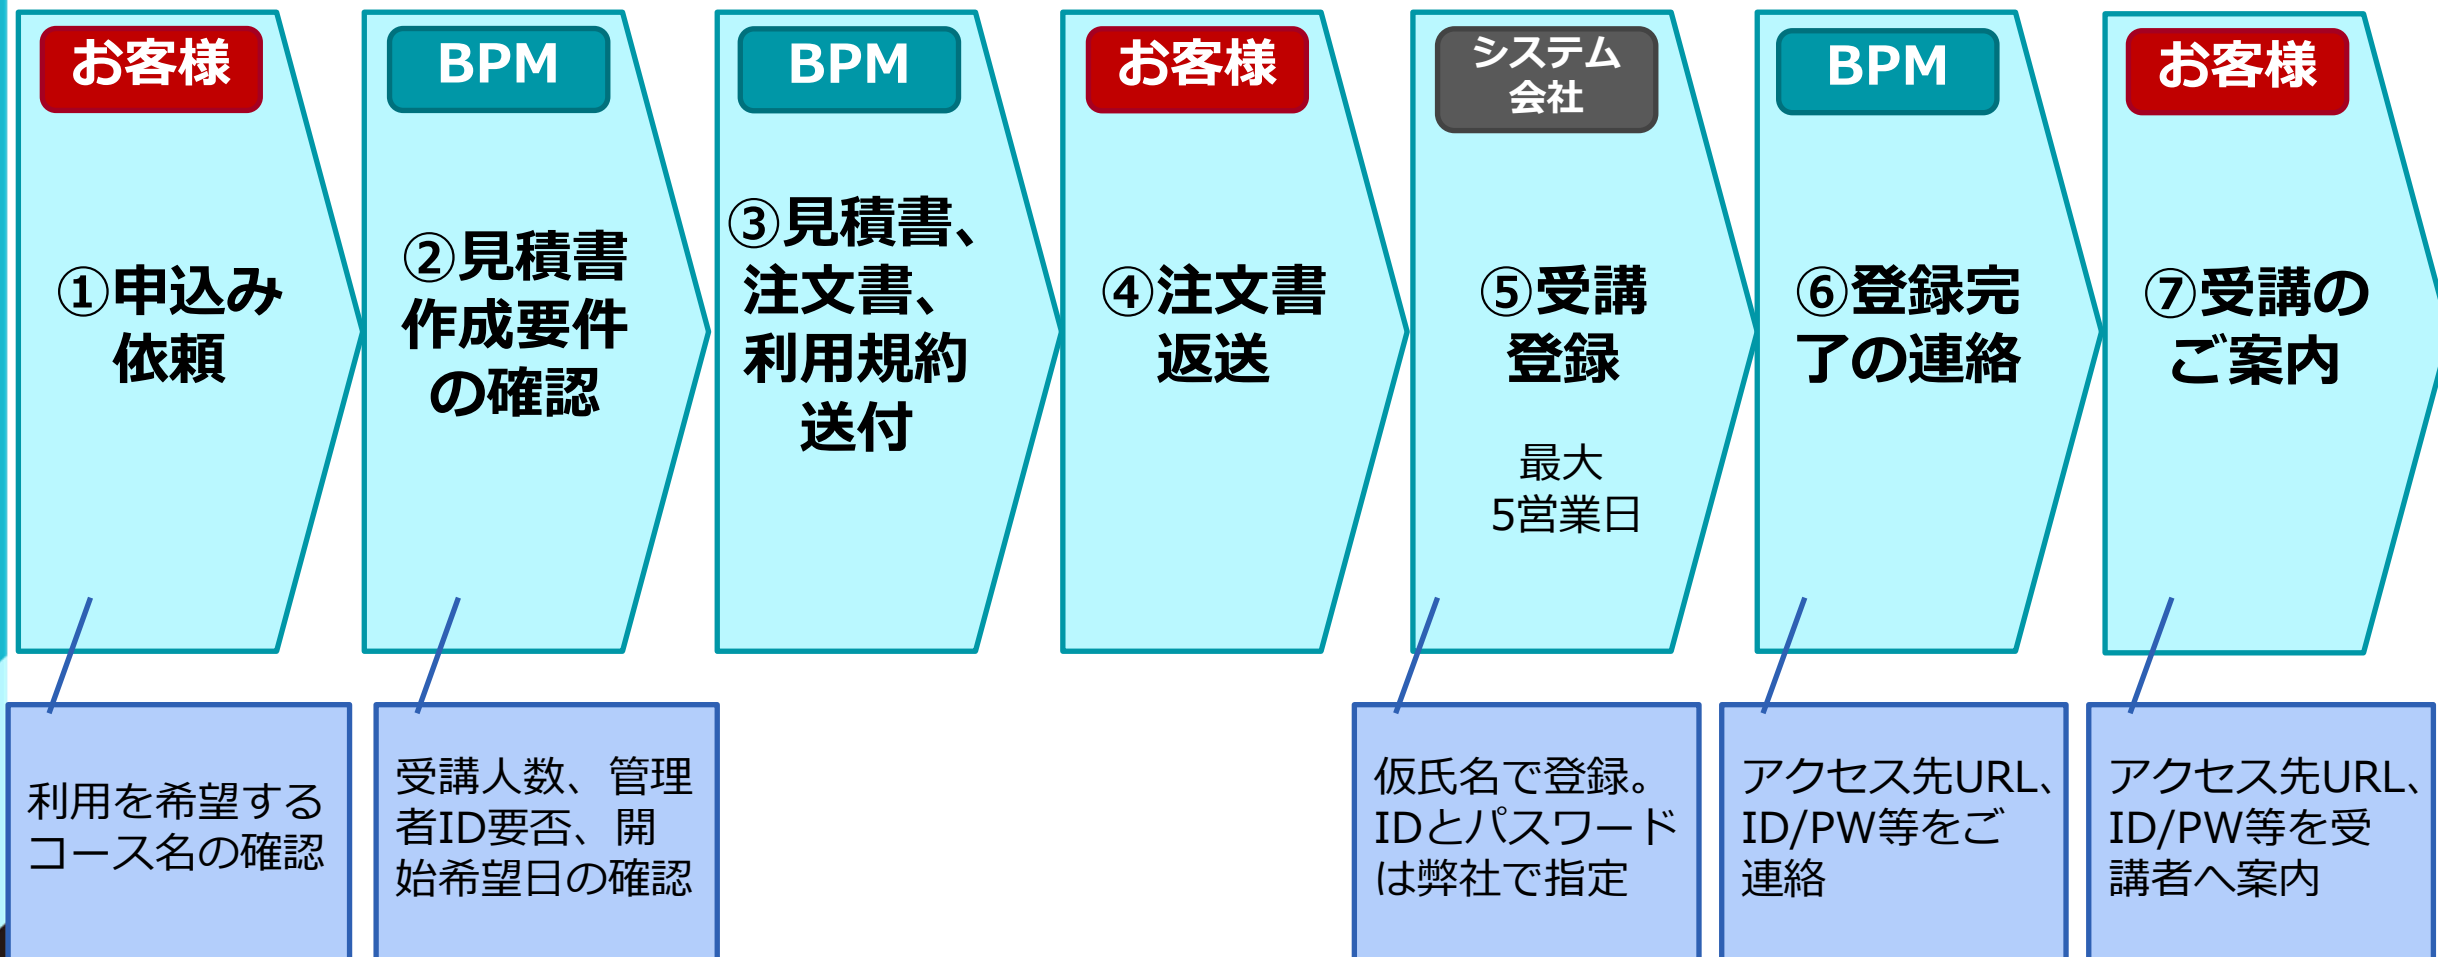 お客様
①申込み
依頼
BPM
②見積書
作成要件
の確認
BPM
③見積書、
注文書、
利用規約
送付
お客様
④注文書
返送
システム
会社
⑤受講
登録
最大
5営業日
BPM
⑥登録完
了の連絡
お客様
⑦受講の
ご案内
利用を希望する
コース名の確認
受講人数、管理
者ID要否、開
始希望日の確認
仮氏名で登録。
IDとパスワード
は弊社で指定
アクセス先URL、
ID/PW等をご
連絡
アクセス先URL、
ID/PW等を受
講者へ案内